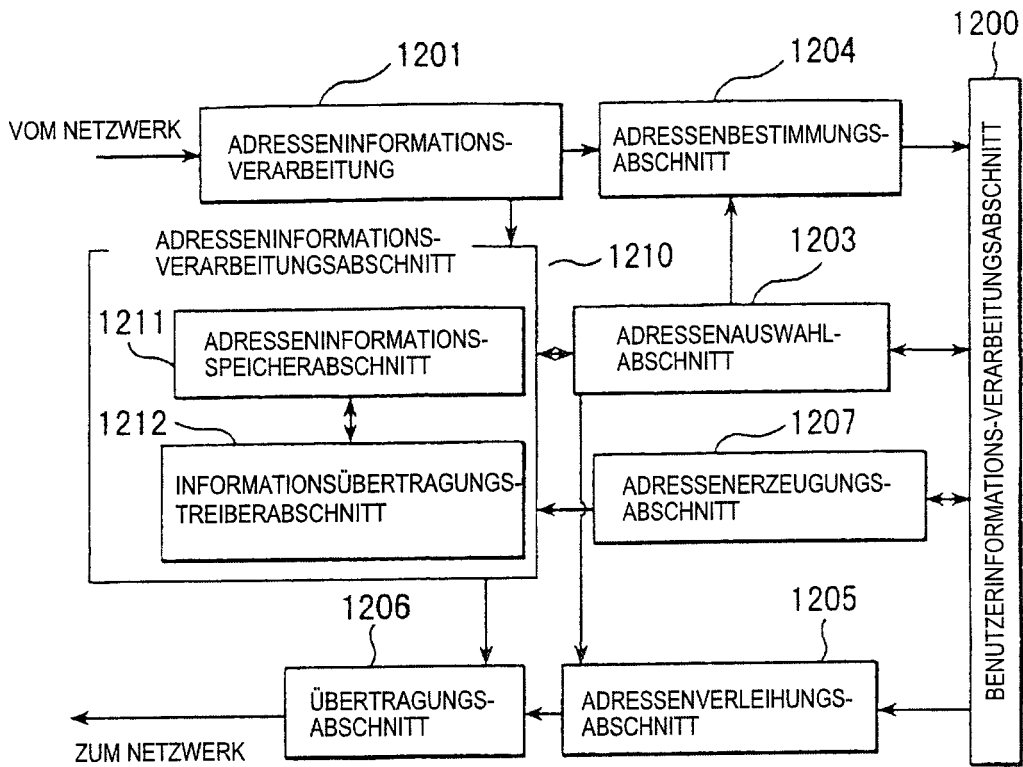 1200
1201
1204
VOM NETZWERK
ADRESSENINFORMATIONS-
VERARBEITUNG
ADRESSENBESTIMMUNGS-
ABSCHNITT
ADRESSENINFORMATIONS-
VERARBEITUNGSABSCHNITT
1210
1203
1211
ADRESSENINFORMATIONS-
SPEICHERABSCHNITT
ADRESSENAUSWAHL-
ABSCHNITT
1212
1207
INFORMATIONSÜBERTRAGUNGS-
TREIBERABSCHNITT
ADRESSENERZEUGUNGS-
ABSCHNITT
1206
1205
ÜBERTRAGUNGS-
ABSCHNITT
ADRESSENVERLEIHUNGS-
ABSCHNITT
ZUM NETZWERK
BENUTZERINFORMATIONS-VERARBEITUNGSABSCHNITT